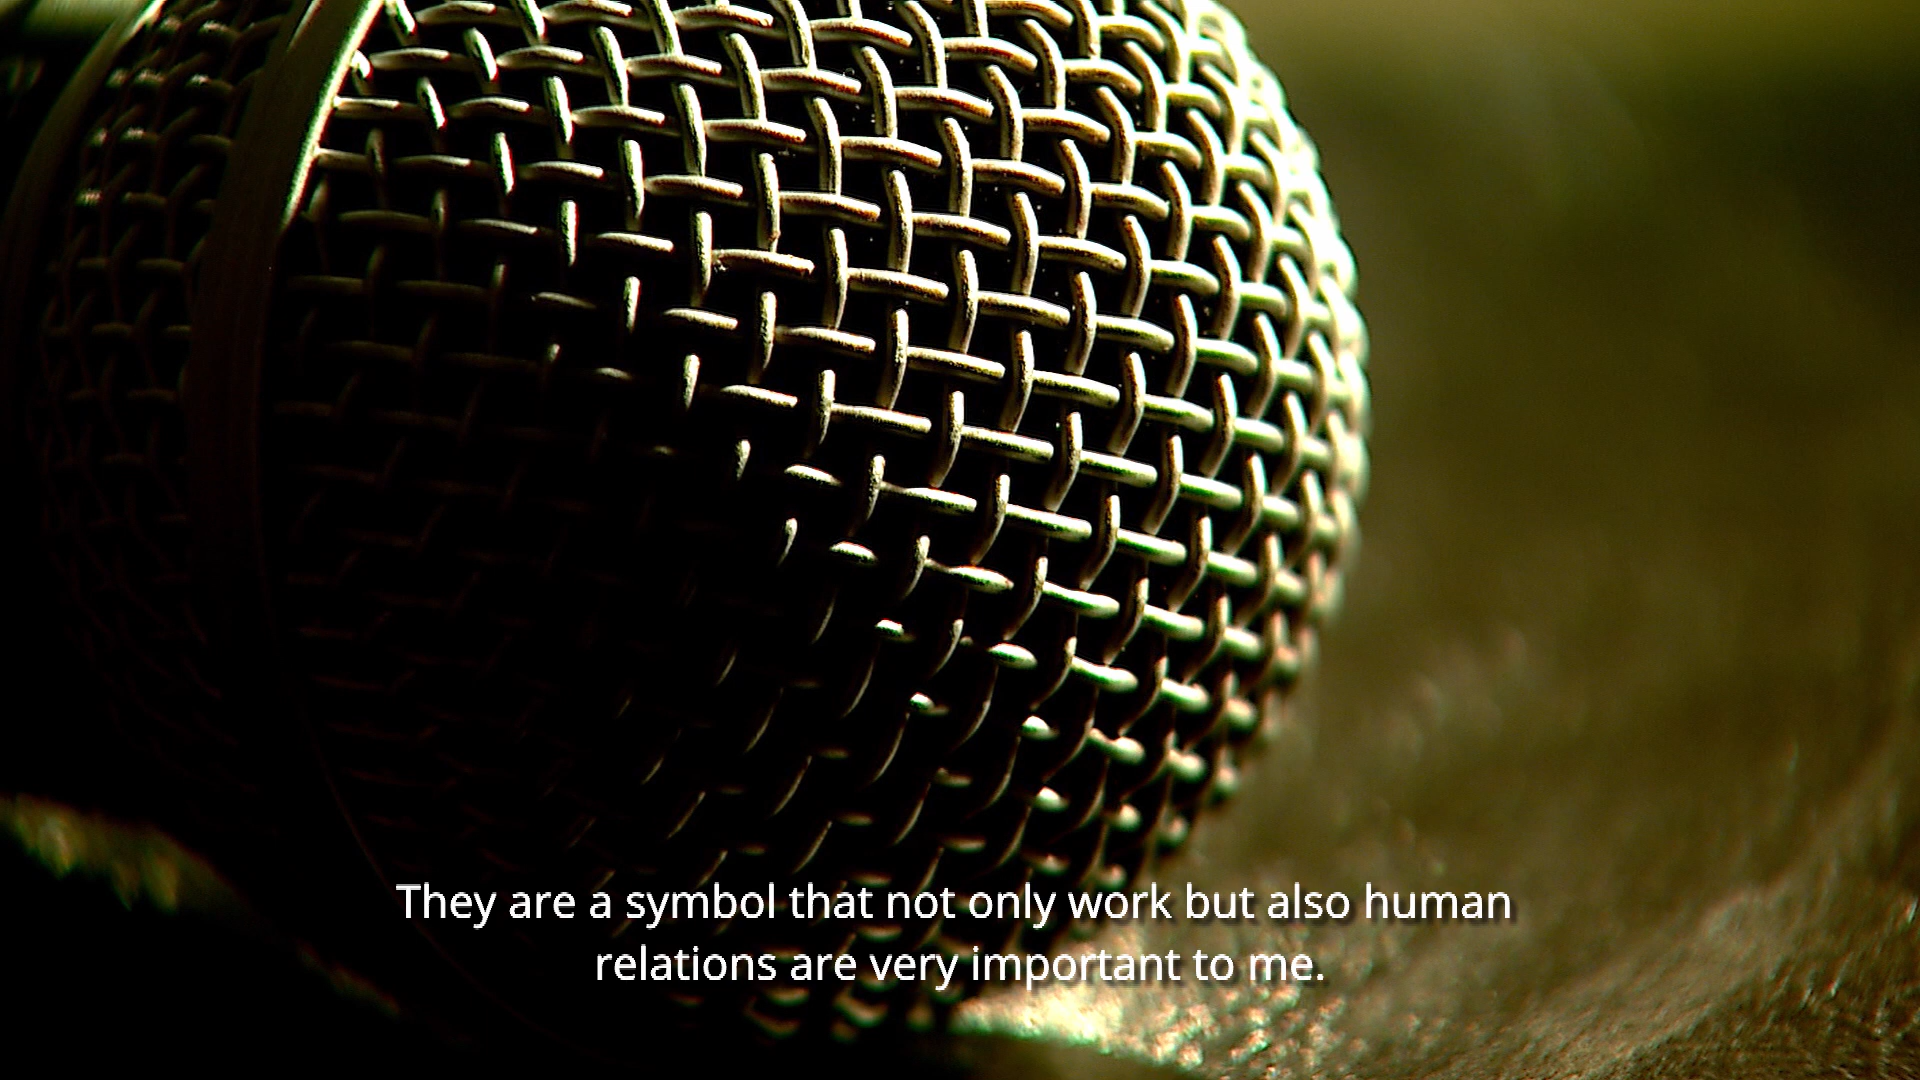 They are a symbol that not only work but also human
relations are very important to me.